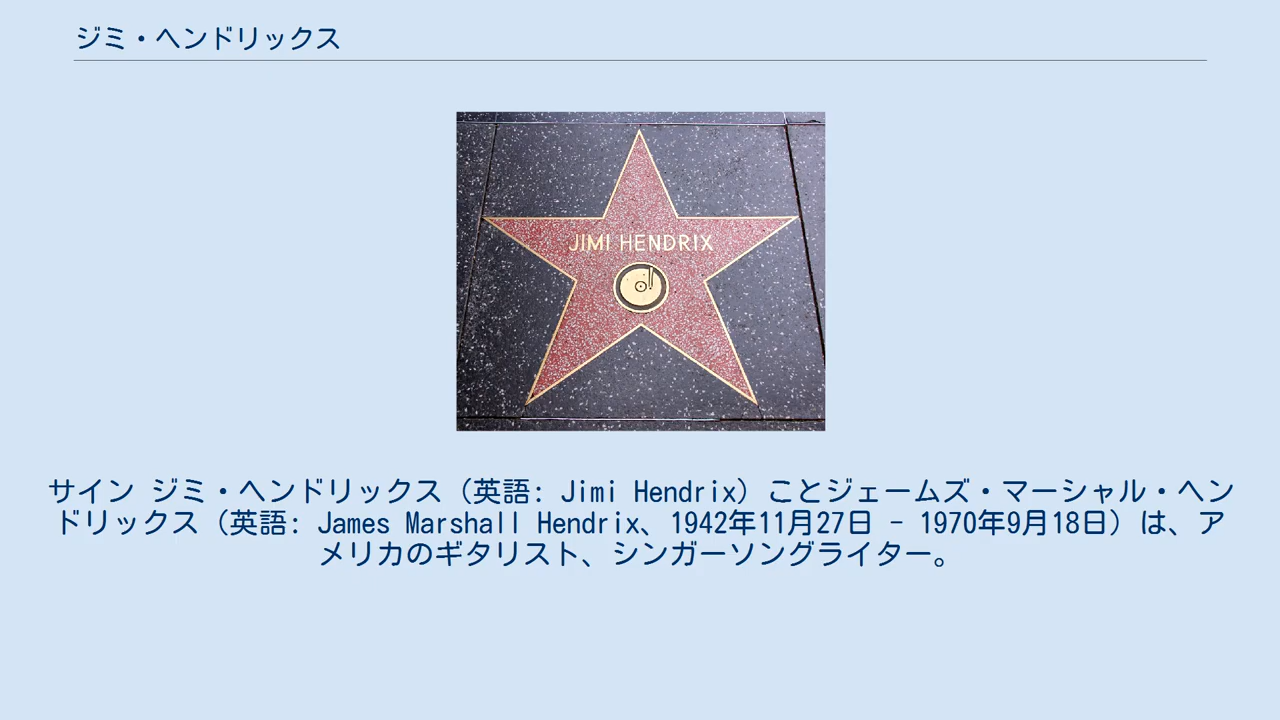 ジミ・ヘンドリックス
JIMI HENDRIX
サイン ジミ・ヘンドリックス（英語: Jimi Hendrix）ことジェームズ・マーシャル・ヘン
ドリックス（英語: James Marshall Hendrix、1942年11月27日 - 1970年9月18日）は、ア
メリカのギタリスト、シンガーソングライター。